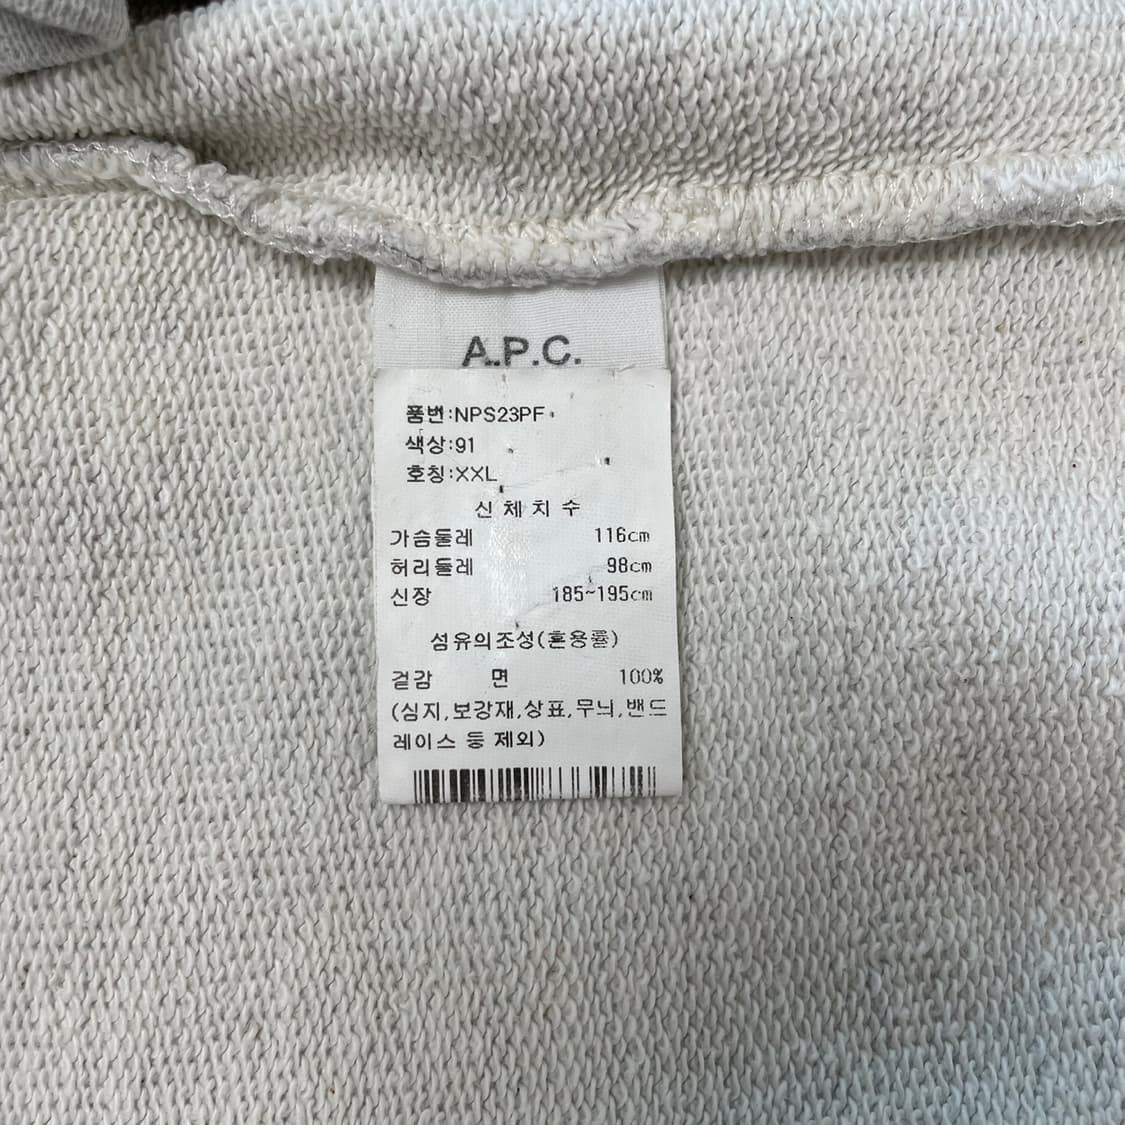 A.P.C.
품번:NPS23PF
색상:91
호칭:XXL
신체치수
가슴둘레 116cm
허리둘레 98cm
신장 185~195cm
섬유의조성(혼용률)
겉감 면 100%
(심지,보강재,상표,무늬,밴드
레이스 등 제외)